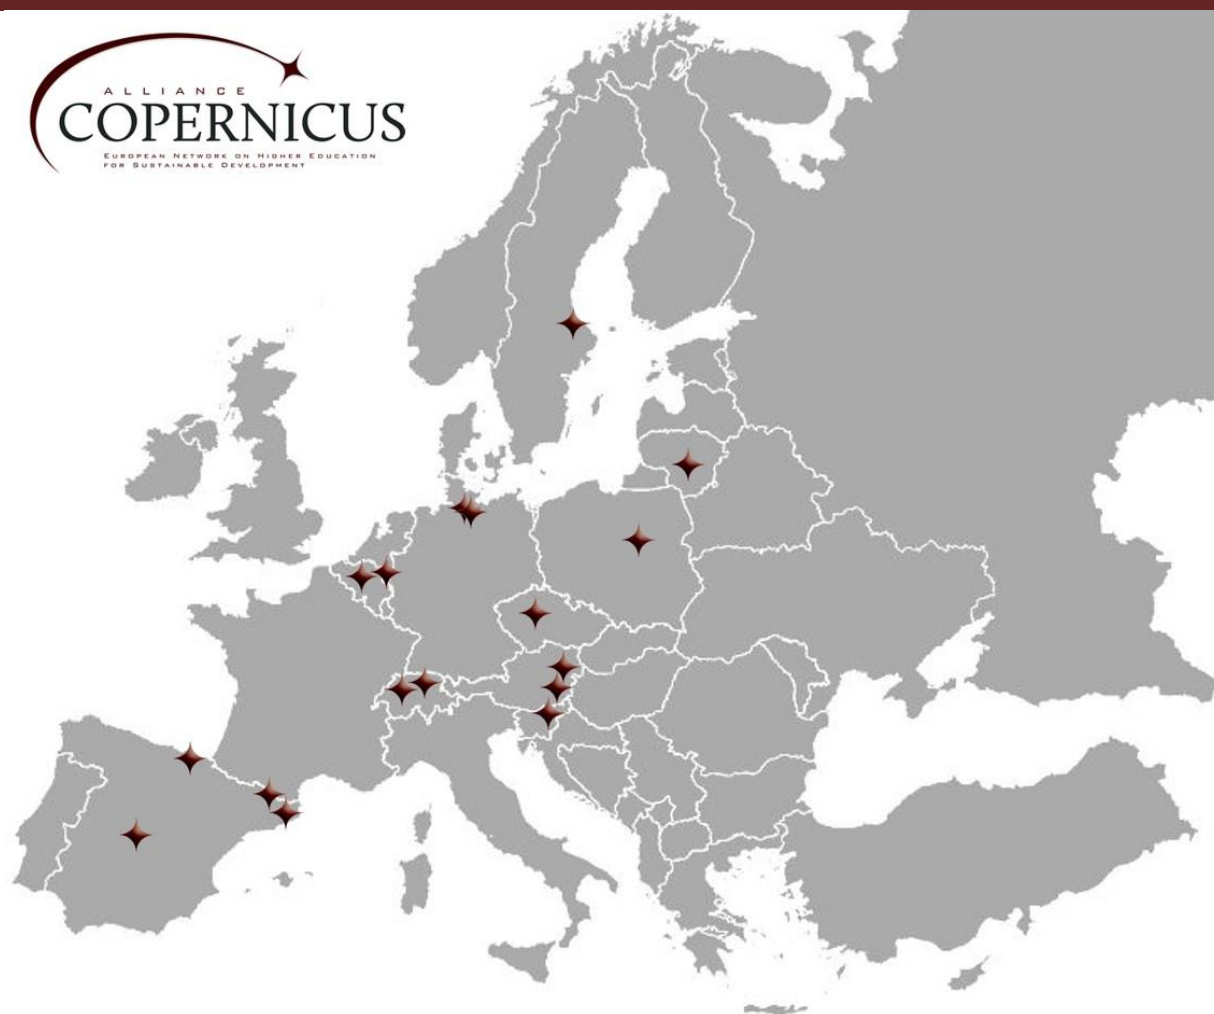 ALLIANCE
COPERNICUS
EUROPEAN NETWORK ON HIGHER EDUCATION
FOR SUSTAINABLE DEVELOPMENT